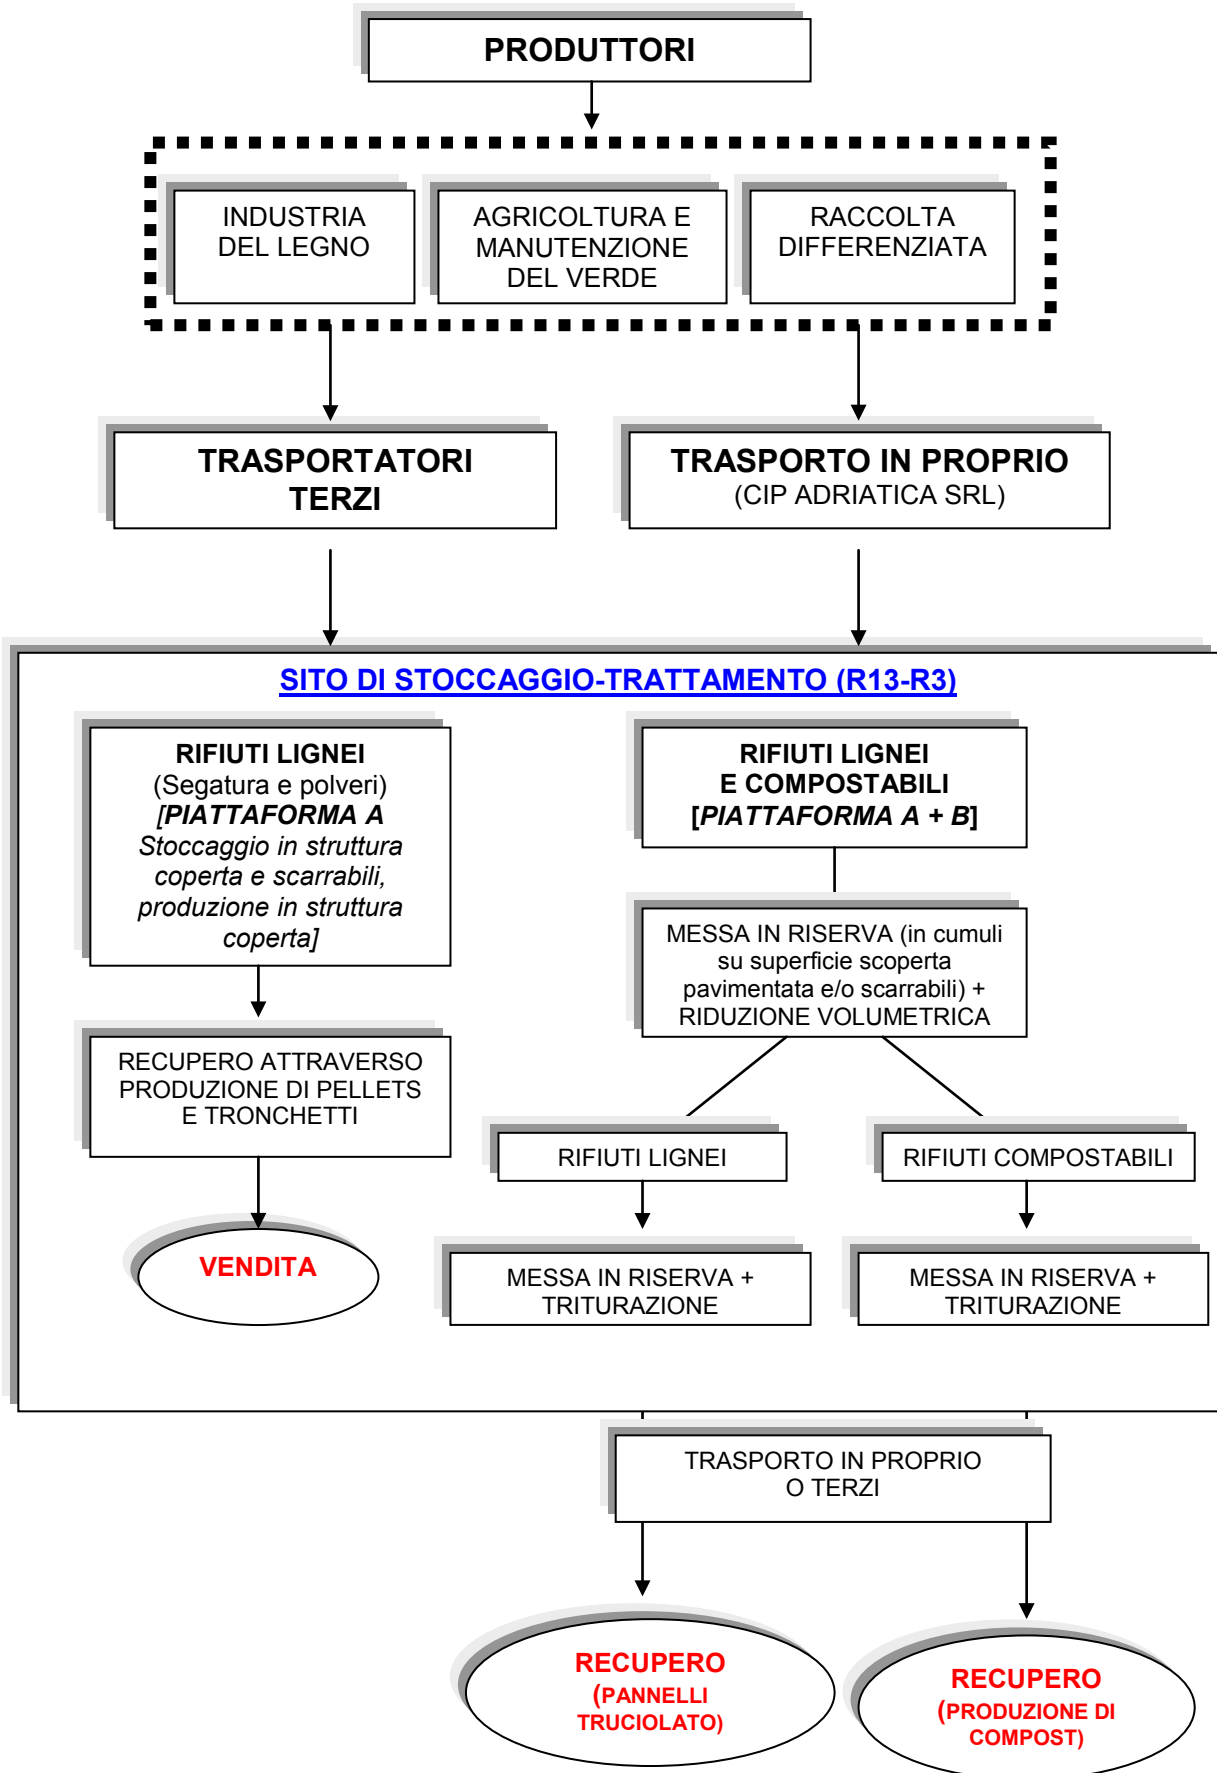 PRODUTTORI
INDUSTRIA
DEL LEGNO
AGRICOLTURA E
MANUTENZIONE
DEL VERDE
RACCOLTA
DIFFERENZIATA
TRASPORTATORI
TERZI
TRASPORTO IN PROPRIO
(CIP ADRIATICA SRL)
SITO DI STOCCAGGIO-TRATTAMENTO (R13-R3)
RIFIUTI LIGNEI
(Segatura e polveri)
[PIATTAFORMA A
Stoccaggio in struttura
coperta e scarrabili,
produzione in struttura
coperta]
RIFIUTI LIGNEI
E COMPOSTABILI
[PIATTAFORMA A + B]
MESSA IN RISERVA (in cumuli
su superficie scoperta
pavimentata e/o scarrabili) +
RIDUZIONE VOLUMETRICA
RECUPERO ATTRAVERSO
PRODUZIONE DI PELLETS
E TRONCHETTI
RIFIUTI LIGNEI
RIFIUTI COMPOSTABILI
VENDITA
MESSA IN RISERVA +
TRITURAZIONE
MESSA IN RISERVA +
TRITURAZIONE
TRASPORTO IN PROPRIO
O TERZI
RECUPERO
(PANNELLI
TRUCIOLATO)
RECUPERO
(PRODUZIONE DI
COMPOST)